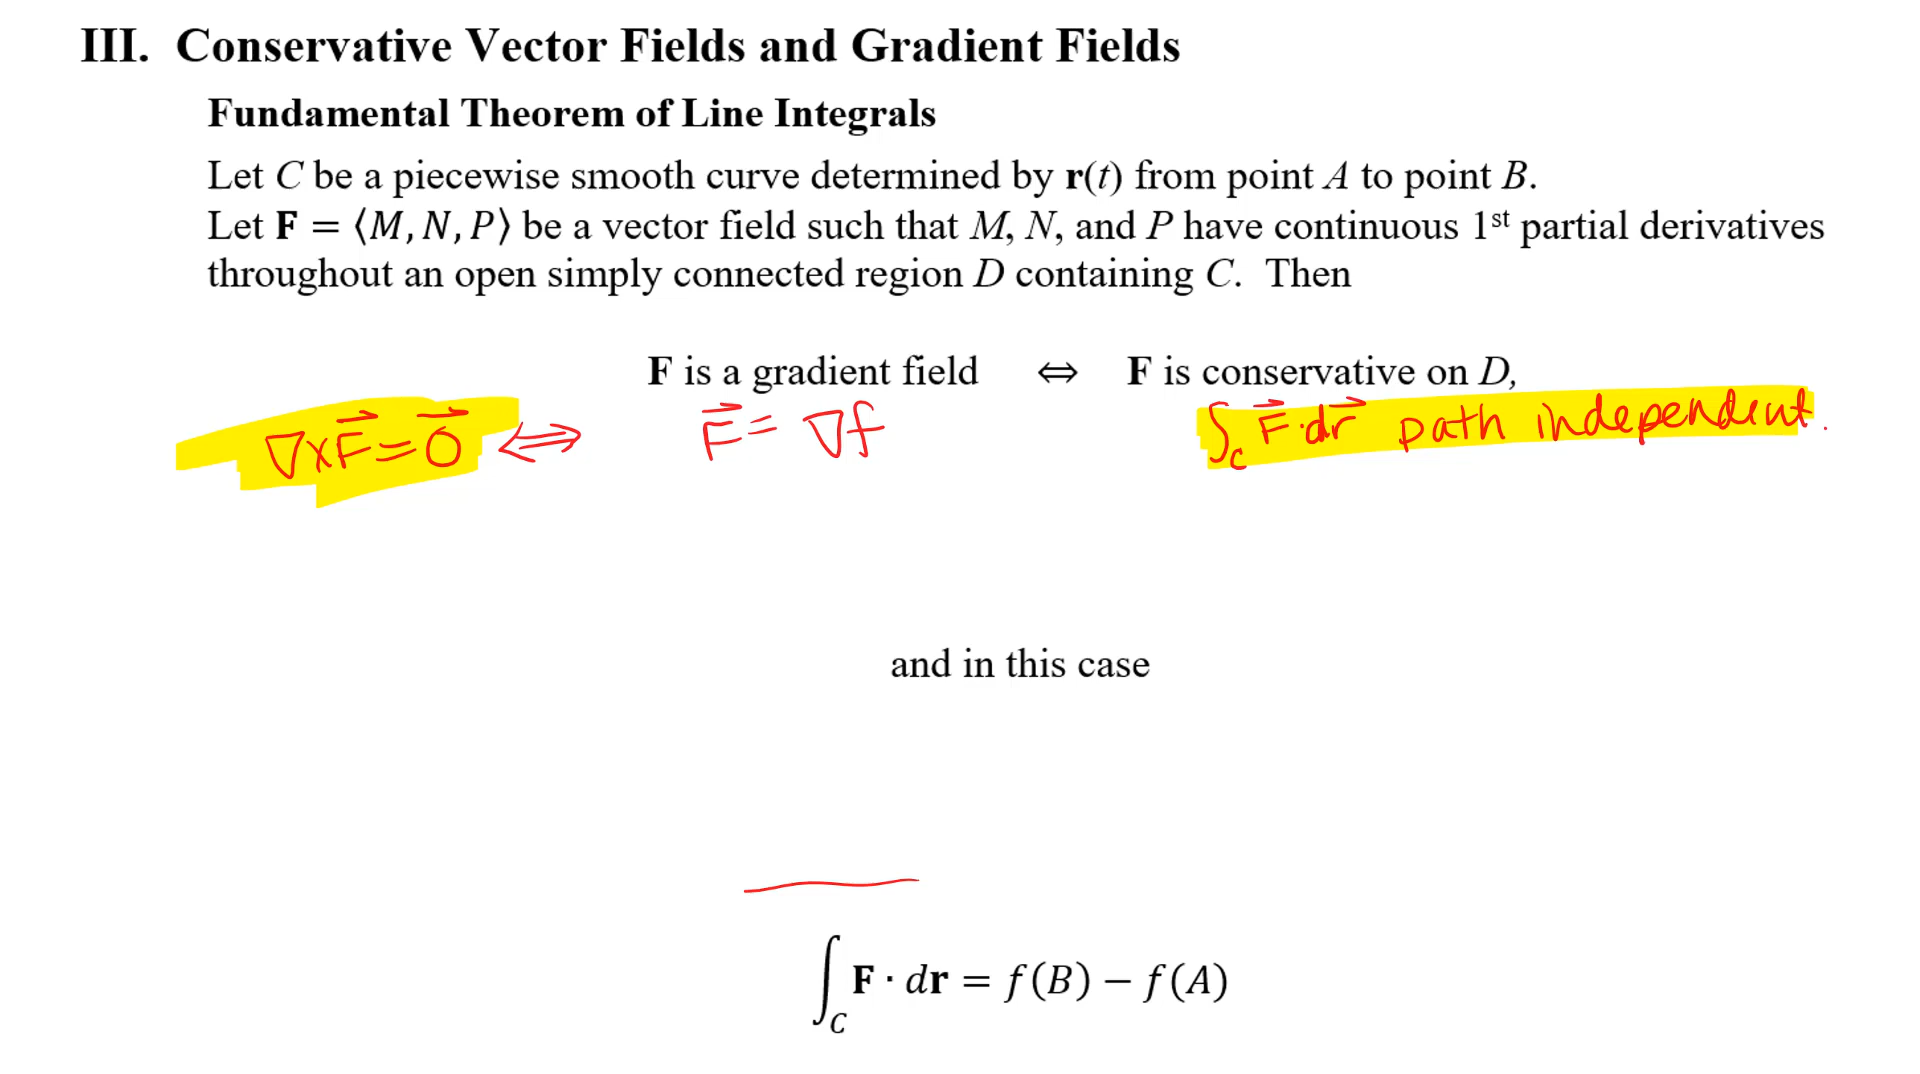 III. Conservative Vector Fields and Gradient Fields
Fundamental Theorem of Line Integrals
Let C be a piecewise smooth curve determined by r(t) from point A to point B.
Let F = ⟨M, N, P⟩ be a vector field such that M, N, and P have continuous 1st partial derivatives
throughout an open simply connected region D containing C. Then
F is a gradient field ⇔ F is conservative on D,
∇×F⃗=0⃗ ⟺ F⃗ = ∇f ∫_C F⃗·dr⃗ path independent.
and in this case
∫_C F · dr = f(B) − f(A)